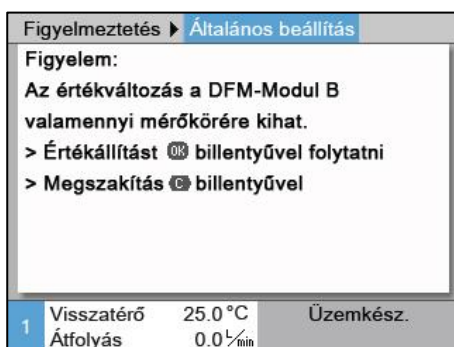 Figyelmeztetés ▶ Általános beállítás
Figyelem:
Az értékváltozás a DFM-Modul B
valamennyi mérőkörére kihat.
> Értékállítást OK billentyűvel folytatni
> Megszakítás C billentyűvel
1 Visszatérő 25.0 °C Üzemkész.
Átfolyás 0.0 L/min